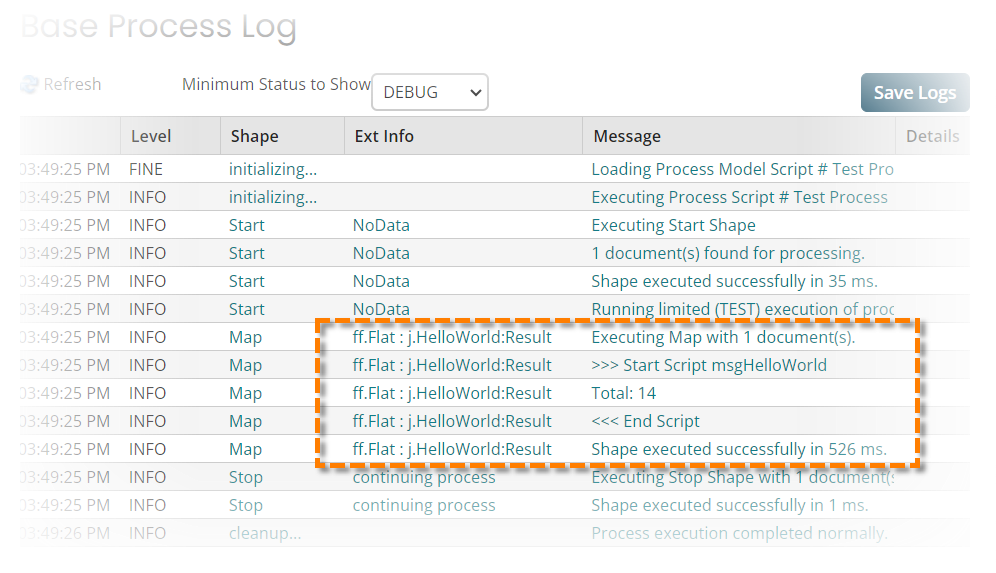 Base Process Log
Refresh Minimum Status to Show DEBUG Save Logs
Level Shape Ext Info Message Details
03:49:25 PM FINE initializing... Loading Process Model Script # Test Pro
03:49:25 PM INFO initializing... Executing Process Script # Test Process
03:49:25 PM INFO Start NoData Executing Start Shape
03:49:25 PM INFO Start NoData 1 document(s) found for processing.
03:49:25 PM INFO Start NoData Shape executed successfully in 35 ms.
03:49:25 PM INFO Start NoData Running limited (TEST) execution of proc
03:49:25 PM INFO Map ff.Flat : j.HelloWorld:Result Executing Map with 1 document(s).
03:49:25 PM INFO Map ff.Flat : j.HelloWorld:Result >>> Start Script msgHelloWorld
03:49:25 PM INFO Map ff.Flat : j.HelloWorld:Result Total: 14
03:49:25 PM INFO Map ff.Flat : j.HelloWorld:Result <<< End Script
03:49:25 PM INFO Map ff.Flat : j.HelloWorld:Result Shape executed successfully in 526 ms.
03:49:25 PM INFO Stop continuing process Executing Stop Shape with 1 document(s
03:49:25 PM INFO Stop continuing process Shape executed successfully in 1 ms.
03:49:26 PM INFO cleanup... Process execution completed normally.